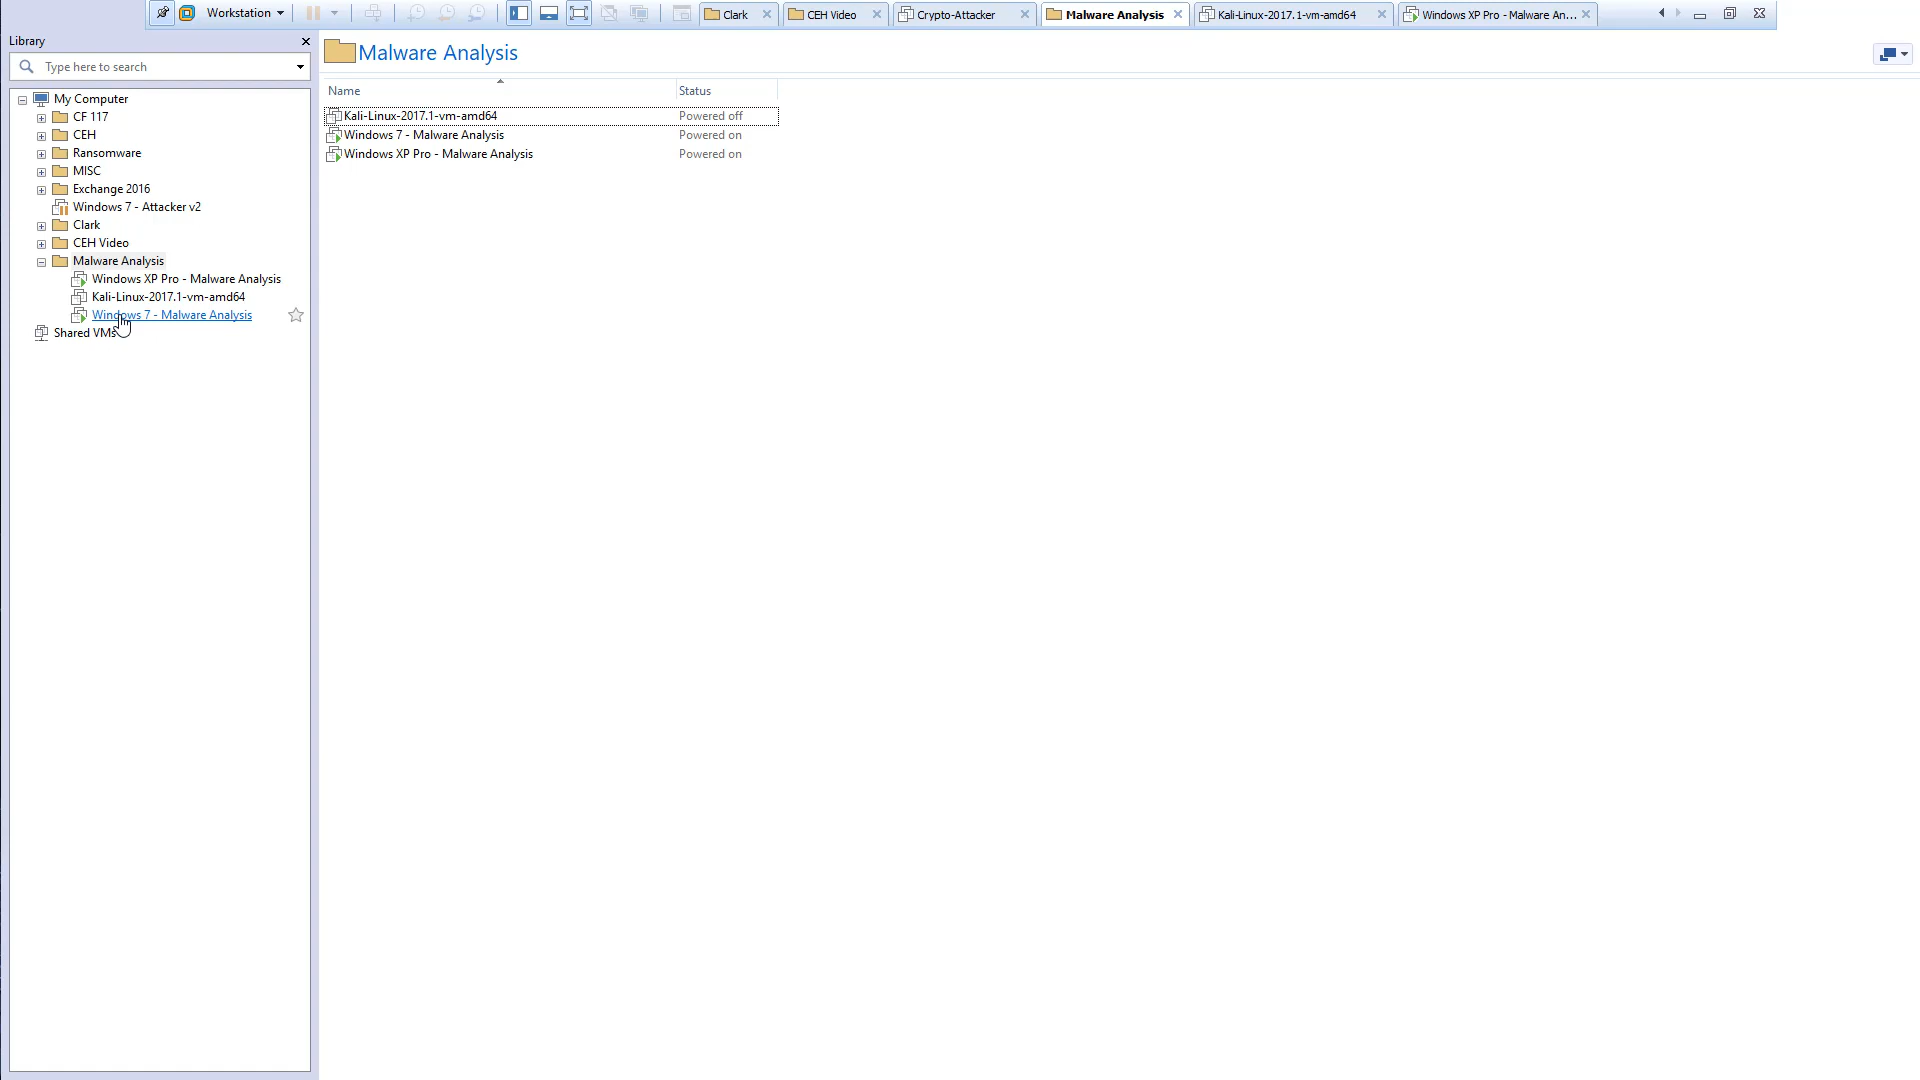 Workstation
Clark
CEH Video
Crypto-Attacker
Malware Analysis
Kali-Linux-2017.1-vm-amd64
Windows XP Pro - Malware An...
Library
Type here to search
My Computer
CF 117
CEH
Ransomware
MISC
Exchange 2016
Windows 7 - Attacker v2
Clark
CEH Video
Malware Analysis
Windows XP Pro - Malware Analysis
Kali-Linux-2017.1-vm-amd64
Windows 7 - Malware Analysis
Shared VMs
Malware Analysis
Name Status
Kali-Linux-2017.1-vm-amd64 Powered off
Windows 7 - Malware Analysis Powered on
Windows XP Pro - Malware Analysis Powered on